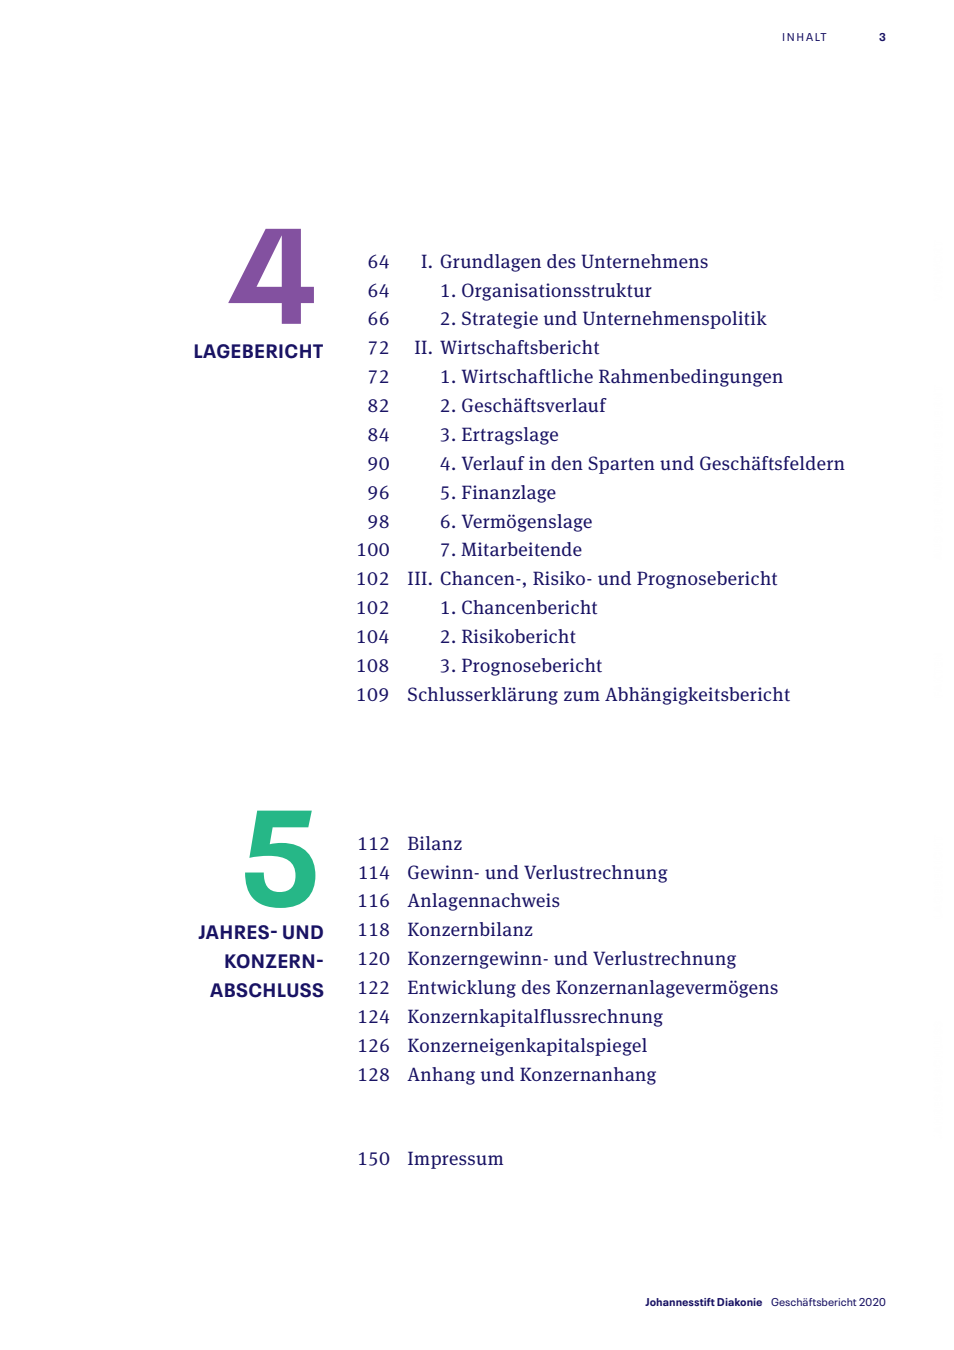 INHALT 3
4
LAGEBERICHT
64 I. Grundlagen des Unternehmens
64 1. Organisationsstruktur
66 2. Strategie und Unternehmenspolitik
72 II. Wirtschaftsbericht
72 1. Wirtschaftliche Rahmenbedingungen
82 2. Geschäftsverlauf
84 3. Ertragslage
90 4. Verlauf in den Sparten und Geschäftsfeldern
96 5. Finanzlage
98 6. Vermögenslage
100 7. Mitarbeitende
102 III. Chancen-, Risiko- und Prognosebericht
102 1. Chancenbericht
104 2. Risikobericht
108 3. Prognosebericht
109 Schlusserklärung zum Abhängigkeitsbericht
5
JAHRES- UND
KONZERN-
ABSCHLUSS
112 Bilanz
114 Gewinn- und Verlustrechnung
116 Anlagennachweis
118 Konzernbilanz
120 Konzerngewinn- und Verlustrechnung
122 Entwicklung des Konzernanlagevermögens
124 Konzernkapitalflussrechnung
126 Konzerneigenkapitalspiegel
128 Anhang und Konzernanhang
150 Impressum
Johannesstift Diakonie Geschäftsbericht 2020